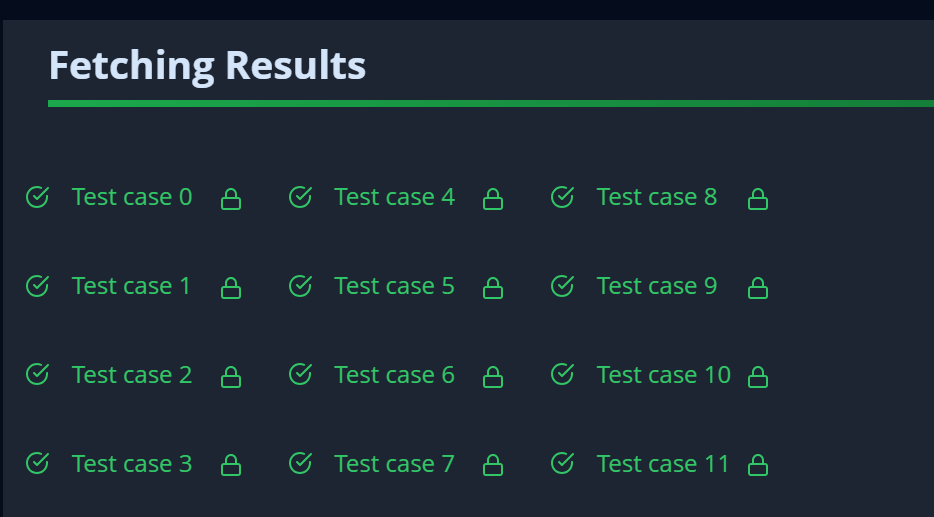 Fetching Results
Test case 0
Test case 4
Test case 8
Test case 1
Test case 5
Test case 9
Test case 2
Test case 6
Test case 10
Test case 3
Test case 7
Test case 11